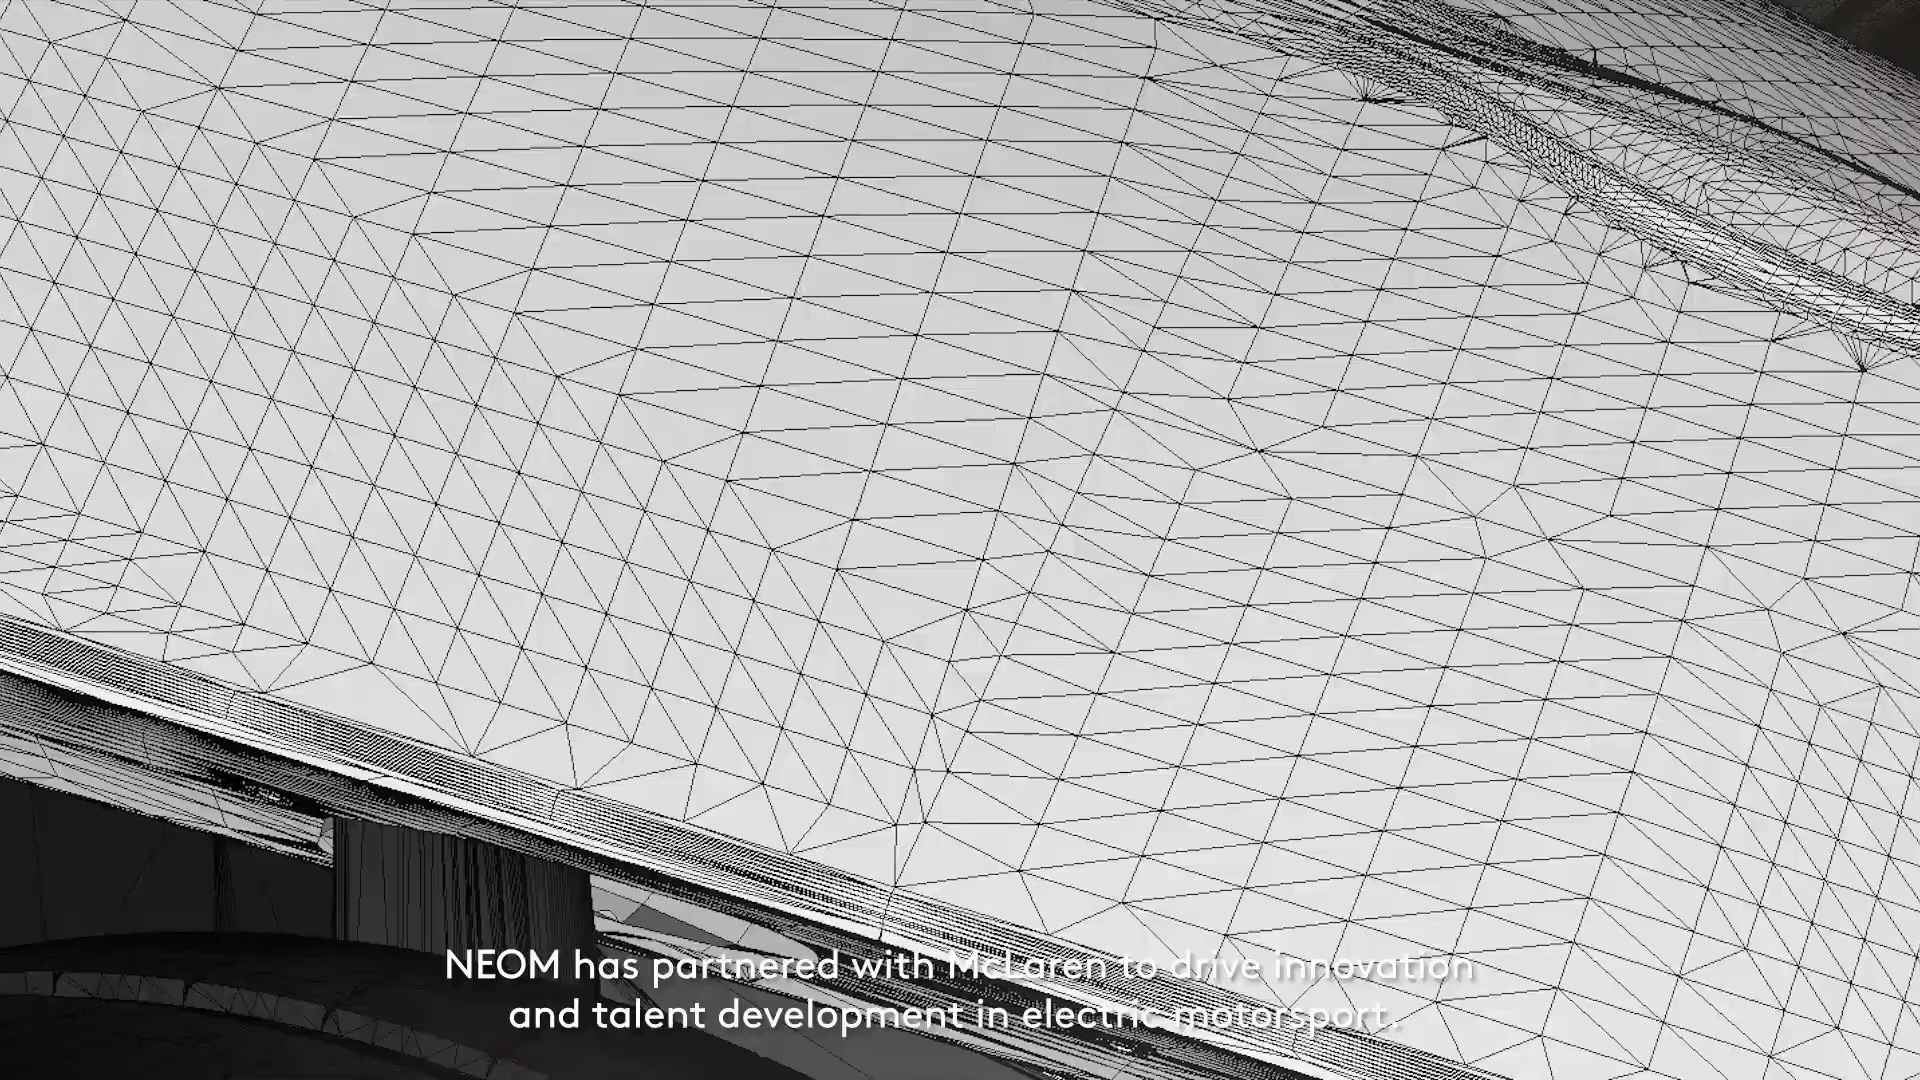 NEOM has partnered with McLaren to drive innovation
and talent development in electric motorsport.